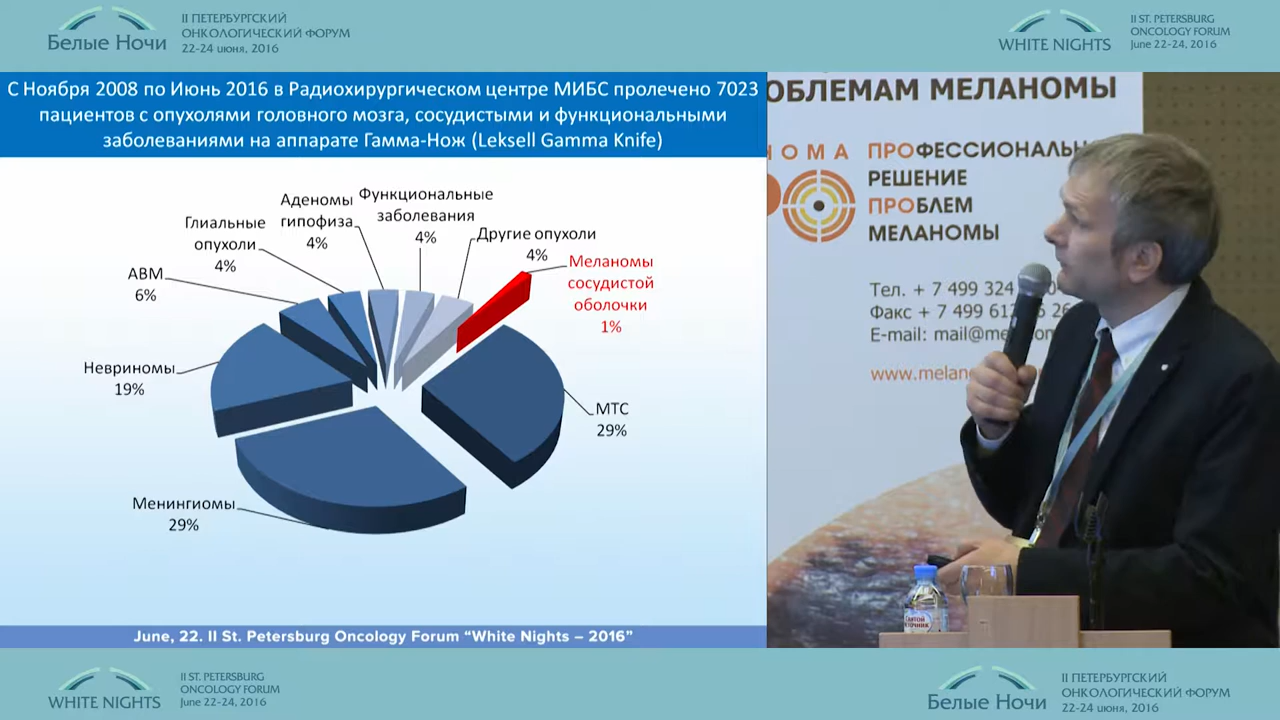 Белые Ночи
II ПЕТЕРБУРГСКИЙ
ОНКОЛОГИЧЕСКИЙ ФОРУМ
22-24 июня, 2016
WHITE NIGHTS
II ST. PETERSBURG
ONCOLOGY FORUM
June 22-24, 2016
С Ноября 2008 по Июнь 2016 в Радиохирургическом центре МИБС пролечено 7023
пациентов с опухолями головного мозга, сосудистыми и функциональными
заболеваниями на аппарате Гамма-Нож (Leksell Gamma Knife)
Функциональные
заболевания
4%
Аденомы
гипофиза
4%
Глиальные
опухоли
4%
Другие опухоли
4%
Меланомы
сосудистой
оболочки
1%
АВМ
6%
Невриномы
19%
МТС
29%
Менингиомы
29%
June, 22. II St. Petersburg Oncology Forum “White Nights – 2016”
ОБЛЕМАМ МЕЛАНОМЫ
НОМА
ПРОФЕССИОНАЛЬН
РЕШЕНИЕ
ПРОБЛЕМ
МЕЛАНОМЫ
Тел. + 7 499 324
Факс + 7 499 61 6 26
E-mail: mail@me
www.melan
WHITE NIGHTS
II ST. PETERSBURG
ONCOLOGY FORUM
June 22-24, 2016
Белые Ночи
II ПЕТЕРБУРГСКИЙ
ОНКОЛОГИЧЕСКИЙ ФОРУМ
22-24 июня, 2016